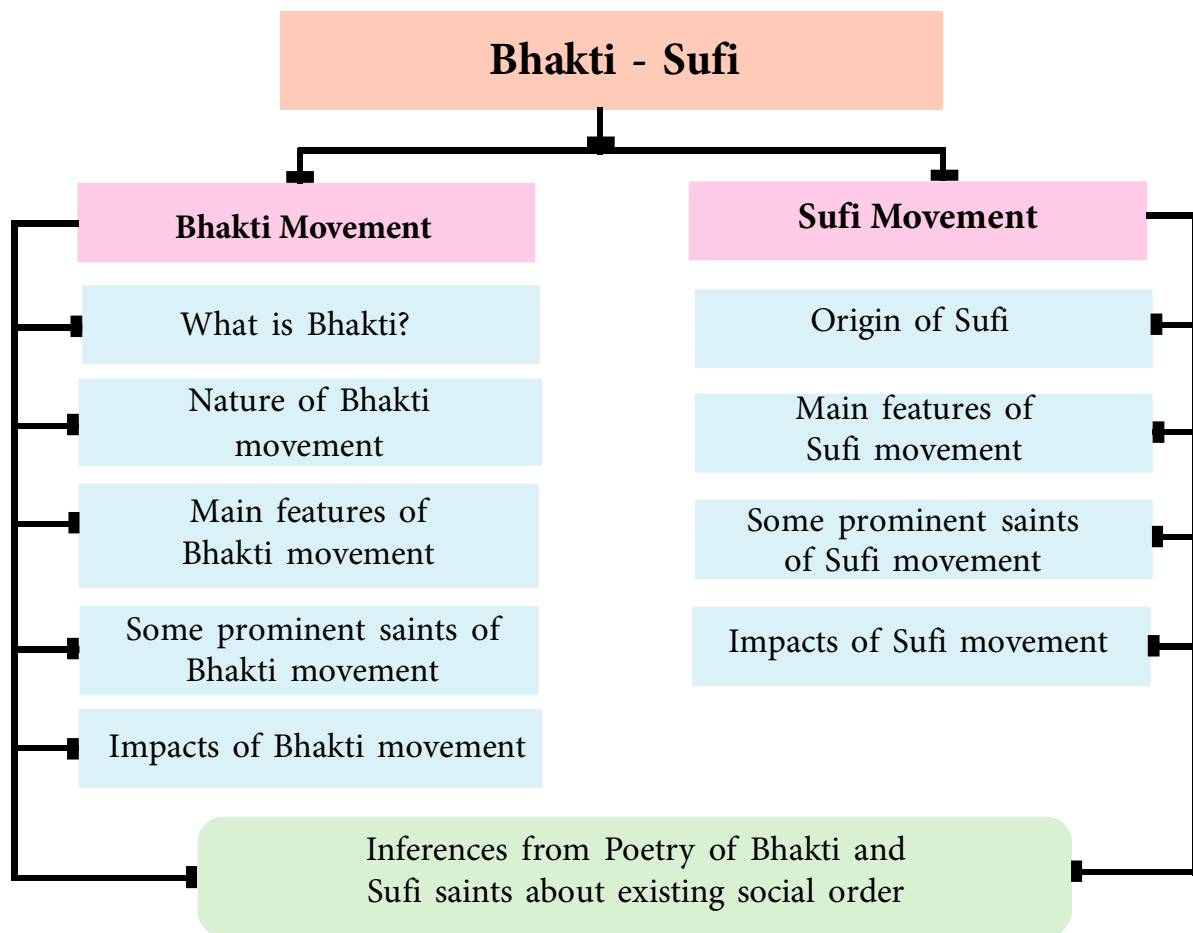 Bhakti - Sufi
Bhakti Movement
What is Bhakti?
Nature of Bhakti
movement
Main features of
Bhakti movement
Some prominent saints of
Bhakti movement
Impacts of Bhakti movement
Sufi Movement
Origin of Sufi
Main features of
Sufi movement
Some prominent saints
of Sufi movement
Impacts of Sufi movement
Inferences from Poetry of Bhakti and
Sufi saints about existing social order